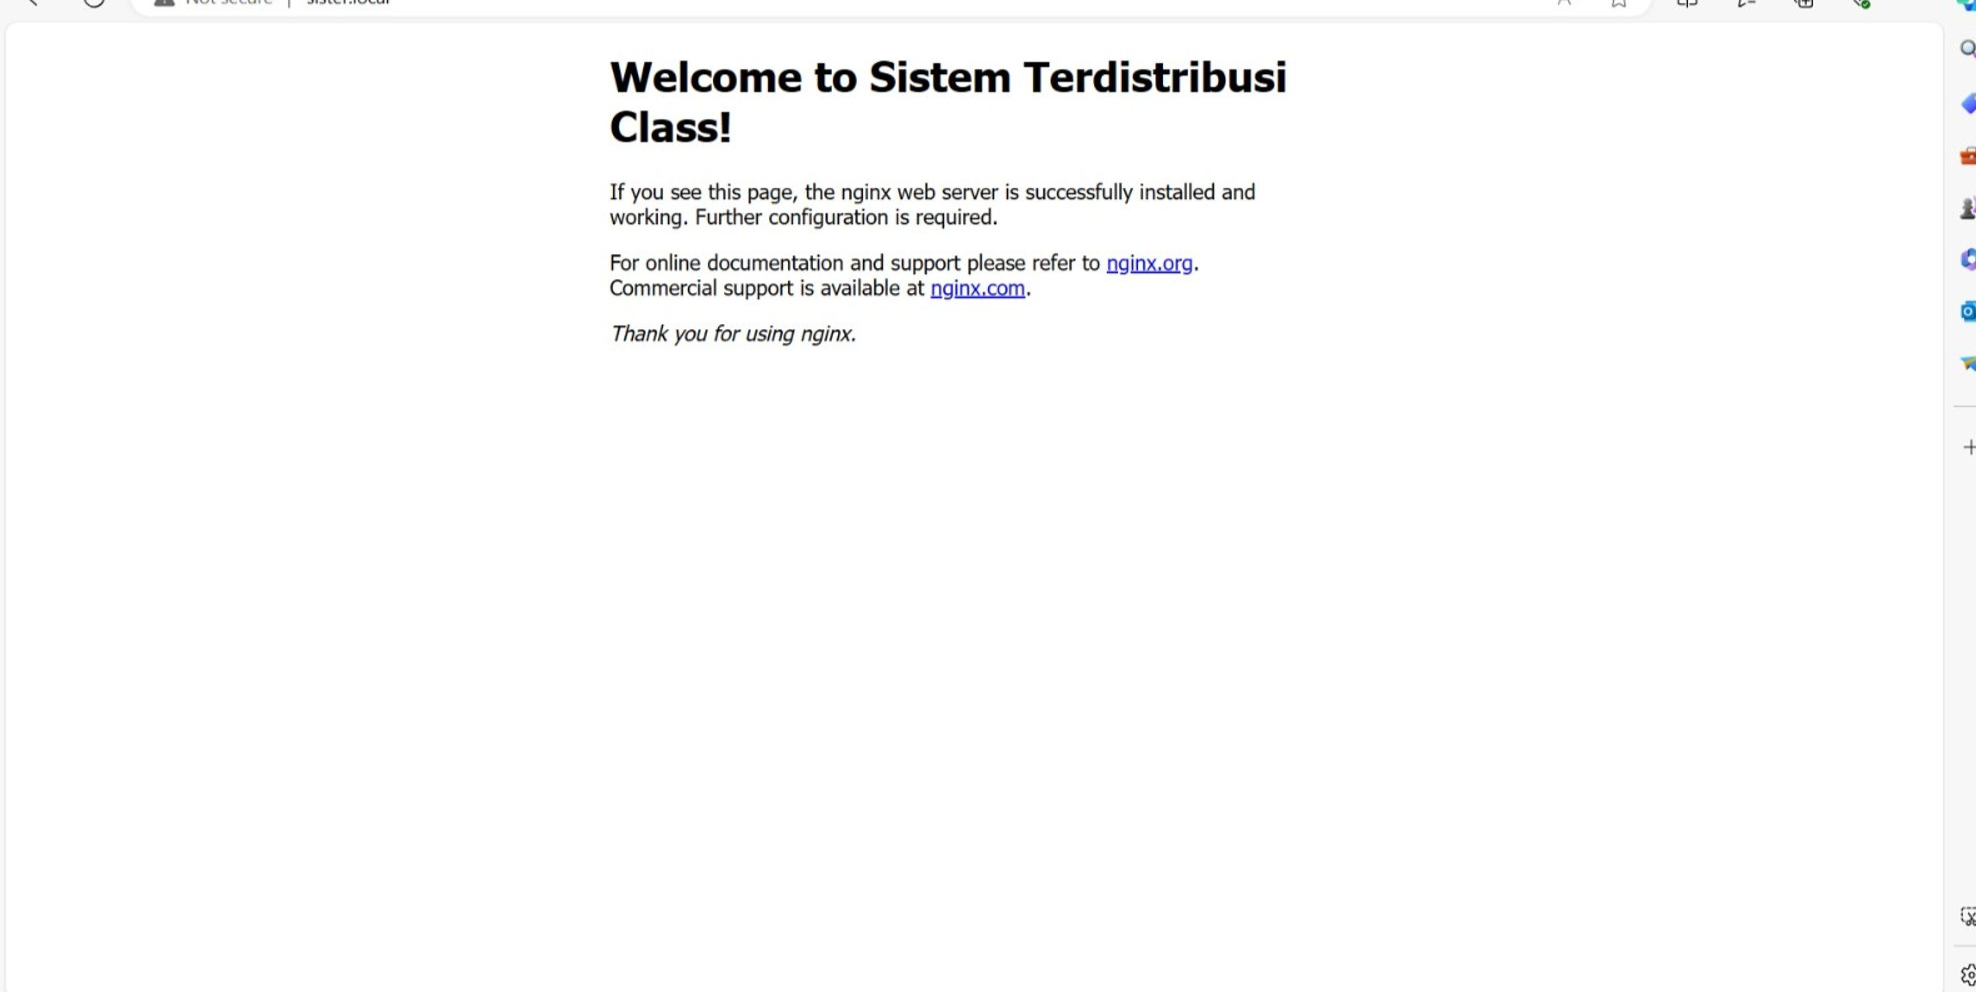 Not secure | sister.local
Welcome to Sistem Terdistribusi
Class!
If you see this page, the nginx web server is successfully installed and
working. Further configuration is required.
For online documentation and support please refer to nginx.org.
Commercial support is available at nginx.com.
Thank you for using nginx.